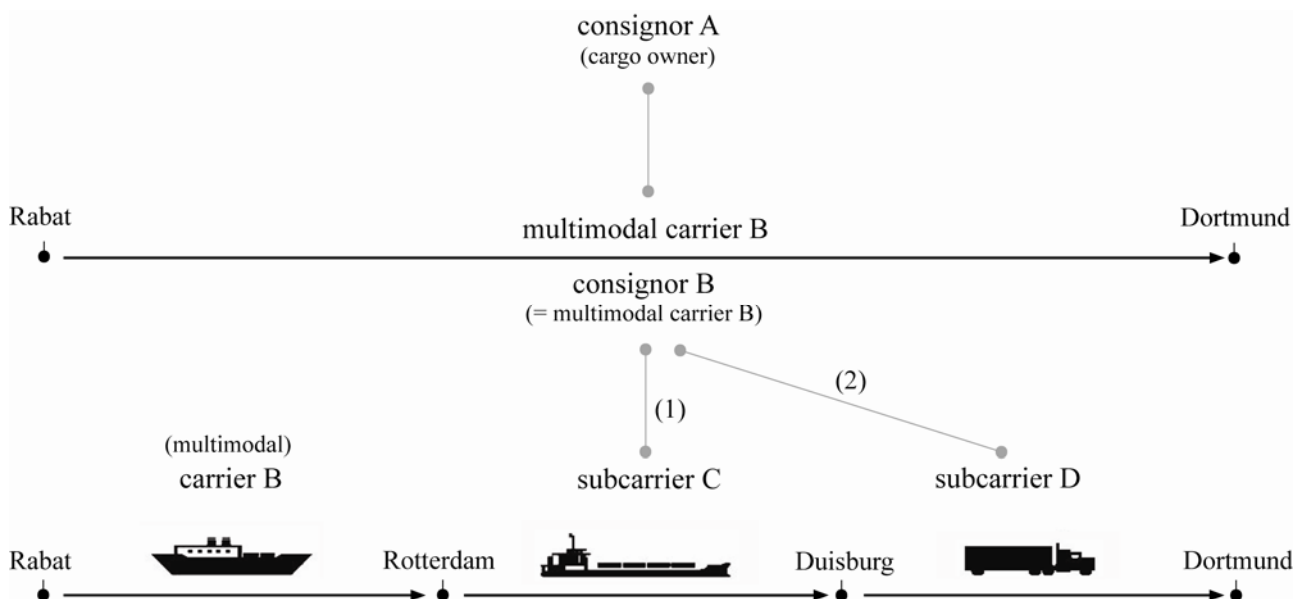 consignor A
(cargo owner)
Rabat
Dortmund
multimodal carrier B
consignor B
(= multimodal carrier B)
(2)
(1)
(multimodal)
carrier B
subcarrier C
subcarrier D
Rabat
Rotterdam
Duisburg
Dortmund